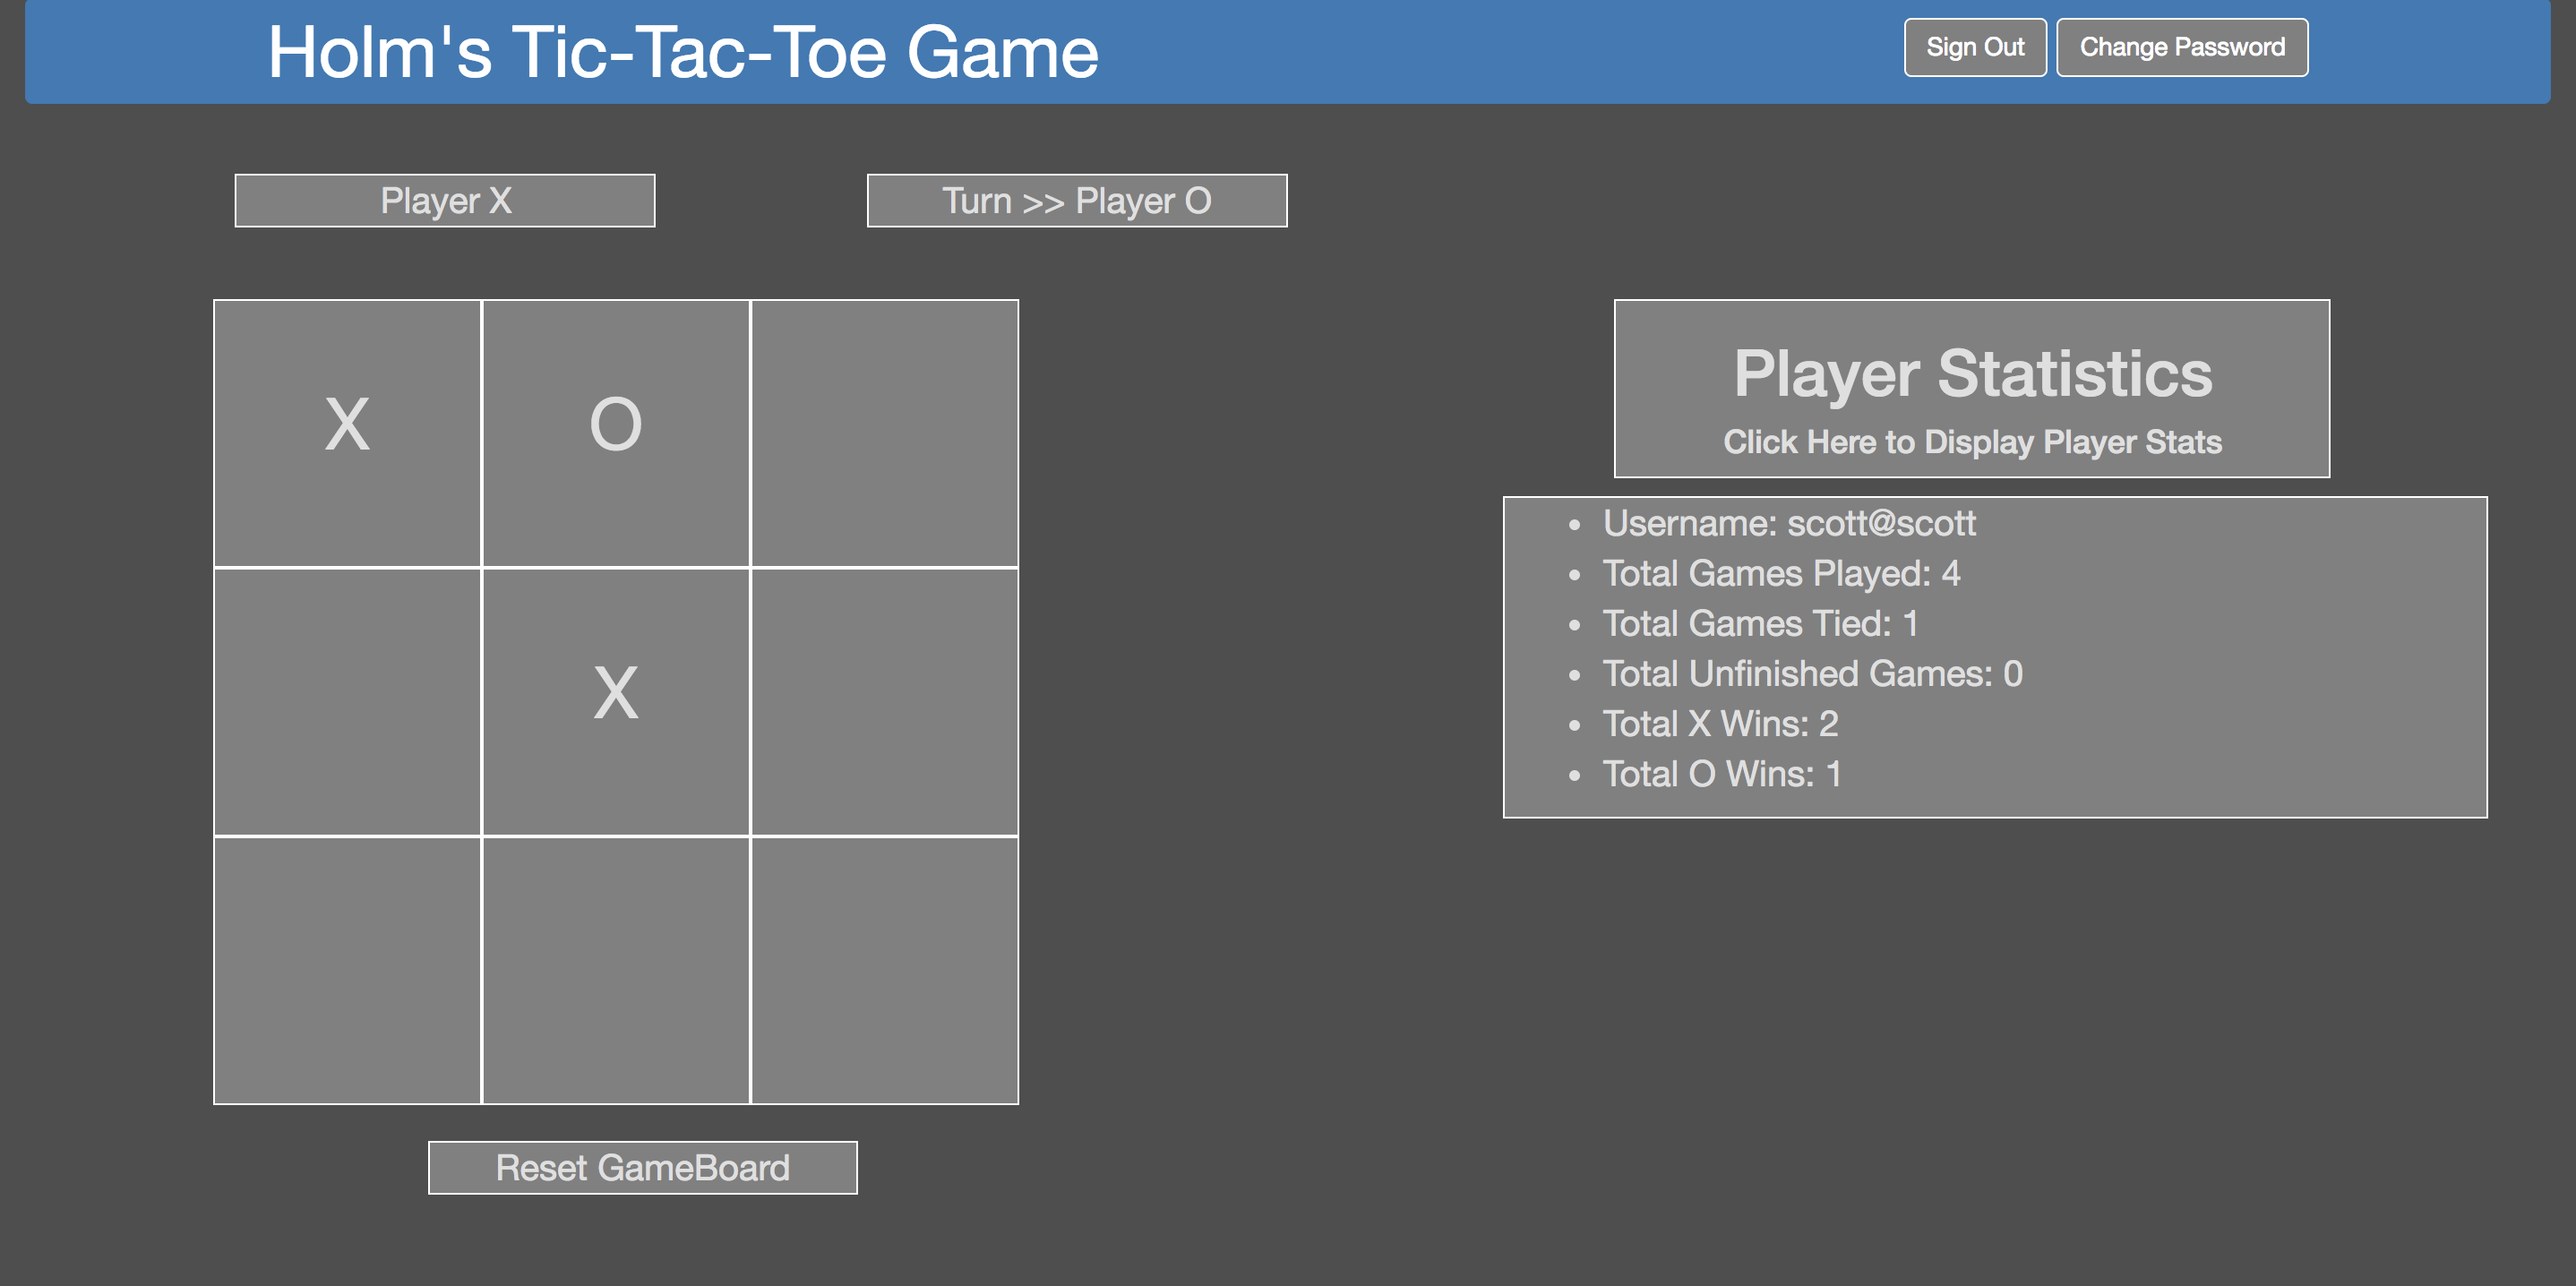 Holm's Tic-Tac-Toe Game
Sign Out
Change Password
Player X
Turn >> Player O
X
O
X
Reset GameBoard
Player Statistics
Click Here to Display Player Stats
Username: scott@scott
Total Games Played: 4
Total Games Tied: 1
Total Unfinished Games: 0
Total X Wins: 2
Total O Wins: 1